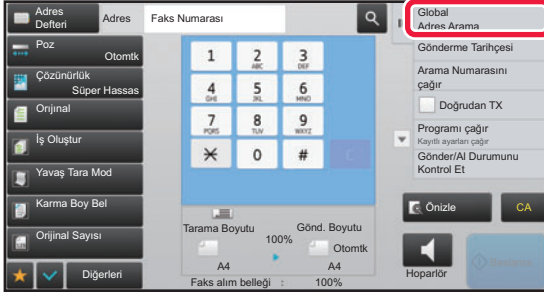 Adres
Defteri
Adres
Faks Numarası
Poz
Otomtk
Çözünürlük
Süper Hassas
Orjınal
İş Oluştur
Yavaş Tara Mod
Karma Boy Bel
Orijinal Sayısı
Diğerleri
1
2
ABC
3
DEF
4
GHI
5
JKL
6
MNO
7
PQRS
8
TUV
9
WXYZ
0
#
C
Tarama Boyutu
100%
Gönd. Boyutu
Otomtk
A4
A4
Faks alım belleği : 100%
Global
Adres Arama
Gönderme Tarihçesi
Arama Numarasını
çağır
Doğrudan TX
Programı çağır
Kayıtlı ayarları çağır
Gönder/Al Durumunu
Kontrol Et
Önizle
CA
Hoparlör